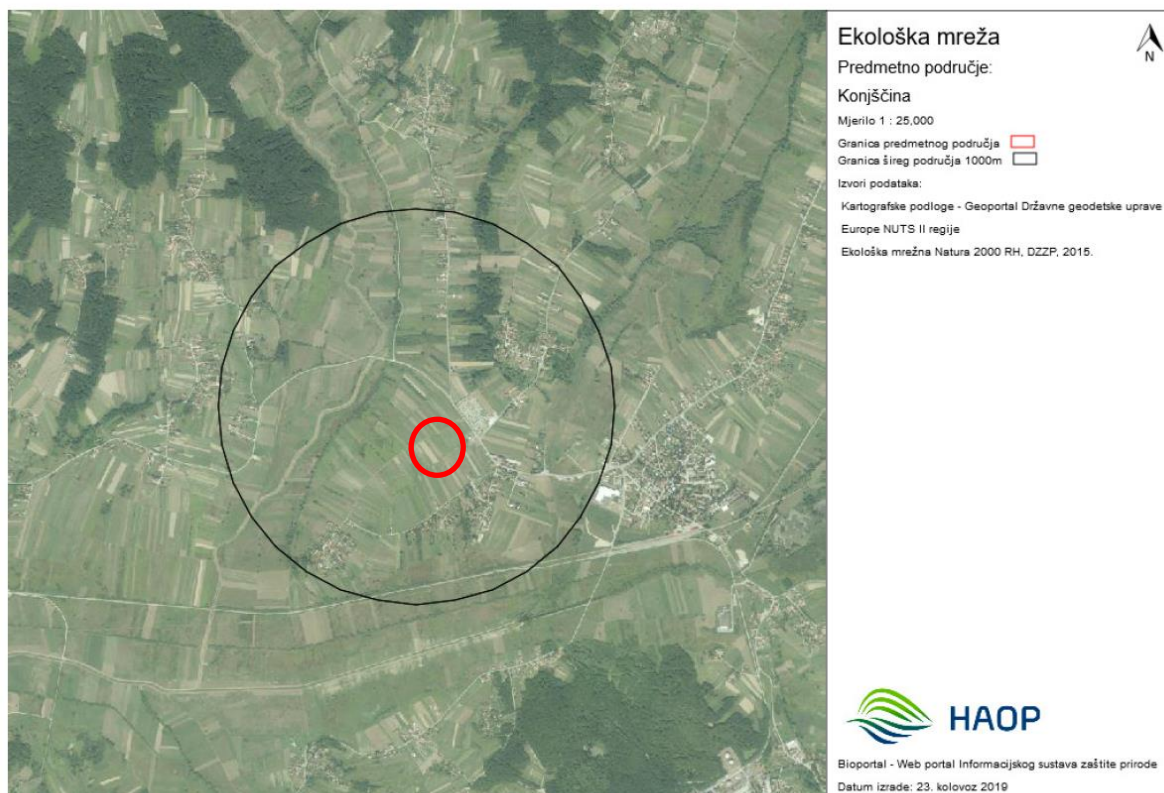 Ekološka mreža
N
Predmetno područje:
Konjščina
Mjerilo 1 : 25,000
Granica predmetnog područja
Granica šireg područja 1000m
Izvori podataka:
Kartografske podloge - Geoportal Državne geodetske uprave
Europe NUTS II regije
Ekološka mrežna Natura 2000 RH, DZZP, 2015.
HAOP
Bioportal - Web portal Informacijskog sustava zaštite prirode
Datum izrade: 23. kolovoz 2019